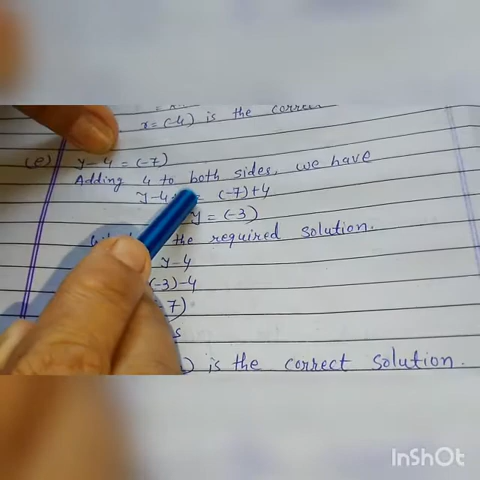 x = (-4) is the correct
(e) y - 4 = (-7)
Adding 4 to both sides, we have
y - 4 = (-7) + 4
y = (-3)
the required solution.
y - 4
(-3) - 4
7)
is the correct solution.
InShOt